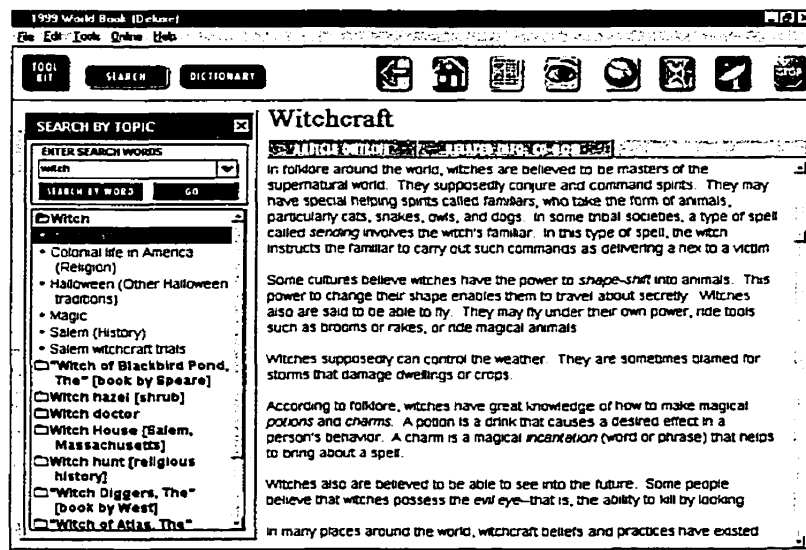 1999 World Book (Deluxe)
File Edit Tools Online Help
TOOL KIT
SEARCH
DICTIONARY
STOP
SEARCH BY TOPIC
ENTER SEARCH WORDS
witch
SEARCH BY WORD GO
Witch
• Colonial life in America
(Religion)
• Halloween (Other Halloween
traditions)
• Magic
• Salem (History)
• Salem witchcraft trials
"Witch of Blackbird Pond,
The" [book by Speare]
Witch hazel [shrub]
Witch doctor
Witch House [Salem,
Massachusetts]
Witch hunt [religious
history]
"Witch Diggers, The"
[book by West]
"Witch of Atlas, The"
Witchcraft
ARTICLE OUTLINE RELATED INFO: CD-ROM
In folklore around the world, witches are believed to be masters of the
supernatural world. They supposedly conjure and command spirits. They may
have special helping spirits called familiars, who take the form of animals,
particularly cats, snakes, owls, and dogs. In some tribal societies, a type of spell
called sending involves the witch's familiar. In this type of spell, the witch
instructs the familiar to carry out such commands as delivering a hex to a victim
Some cultures believe witches have the power to shape-shift into animals. This
power to change their shape enables them to travel about secretly Witches
also are said to be able to fly. They may fly under their own power, ride tools
such as brooms or rakes, or ride magical animals
Witches supposedly can control the weather. They are sometimes blamed for
storms that damage dwellings or crops.
According to folklore, witches have great knowledge of how to make magical
potions and charms. A potion is a drink that causes a desired effect in a
person's behavior. A charm is a magical incantation (word or phrase) that helps
to bring about a spell.
Witches also are believed to be able to see into the future. Some people
believe that witches possess the evil eye—that is, the ability to kill by looking
In many places around the world, witchcraft beliefs and practices have existed